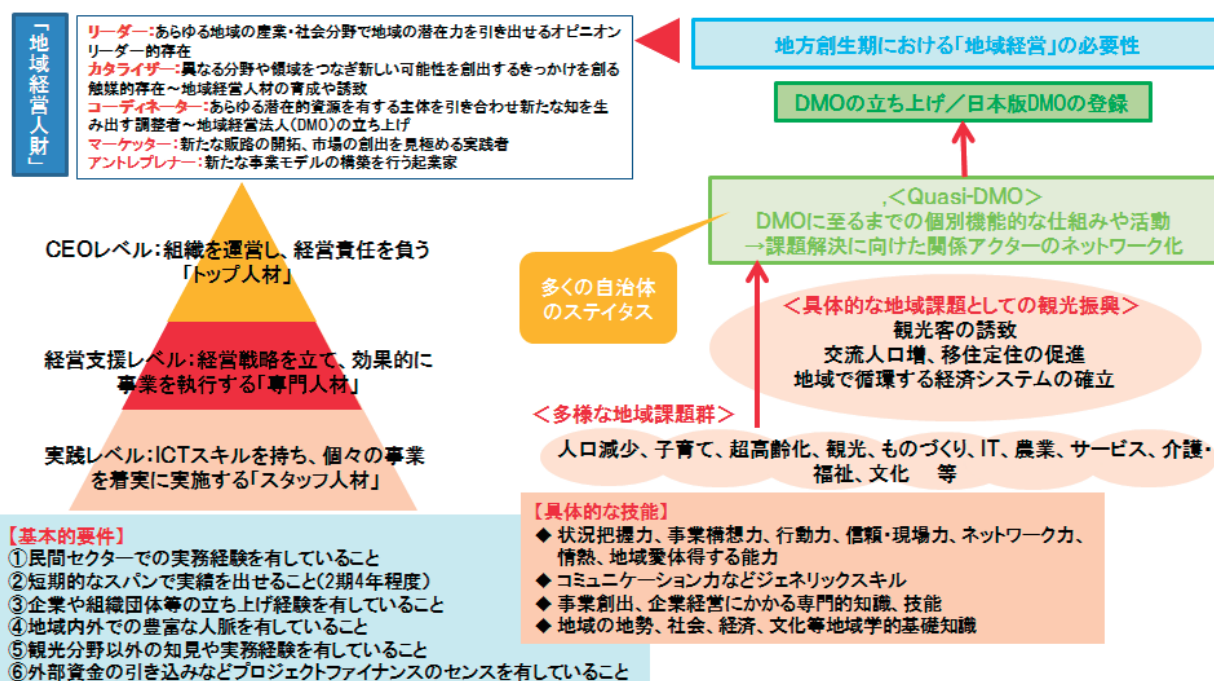 「地域経営人財」
リーダー：あらゆる地域の産業・社会分野で地域の潜在力を引き出せるオピニオン
リーダー的存在
カタライザー：異なる分野や領域をつなぎ新しい可能性を創出するきっかけを創る
触媒的存在～地域経営人材の育成や誘致
コーディネーター：あらゆる潜在的資源を有する主体を引き合わせ新たな知を生
み出す調整者～地域経営法人(DMO)の立ち上げ
マーケッター：新たな販路の開拓、市場の創出を見極める実践者
アントレプレナー：新たな事業モデルの構築を行う起業家
地方創生期における「地域経営」の必要性
DMOの立ち上げ／日本版DMOの登録
,＜Quasi-DMO＞
DMOに至るまでの個別機能的な仕組みや活動
→課題解決に向けた関係アクターのネットワーク化
多くの自治体
のステイタス
＜具体的な地域課題としての観光振興＞
観光客の誘致
交流人口増、移住定住の促進
地域で循環する経済システムの確立
＜多様な地域課題群＞
人口減少、子育て、超高齢化、観光、ものづくり、IT、農業、サービス、介護・
福祉、文化　等
CEOレベル：組織を運営し、経営責任を負う
「トップ人材」
経営支援レベル：経営戦略を立て、効果的に
事業を執行する「専門人材」
実践レベル：ICTスキルを持ち、個々の事業
を着実に実施する「スタッフ人材」
【基本的要件】
①民間セクターでの実務経験を有していること
②短期的なスパンで実績を出せること(2期4年程度)
③企業や組織団体等の立ち上げ経験を有していること
④地域内外での豊富な人脈を有していること
⑤観光分野以外の知見や実務経験を有していること
⑥外部資金の引き込みなどプロジェクトファイナンスのセンスを有していること
【具体的な技能】
◆ 状況把握力、事業構想力、行動力、信頼・現場力、ネットワーク力、
情熱、地域愛体得する能力
◆ コミュニケーション力などジェネリックスキル
◆ 事業創出、企業経営にかかる専門的知識、技能
◆ 地域の地勢、社会、経済、文化等地域学的基礎知識